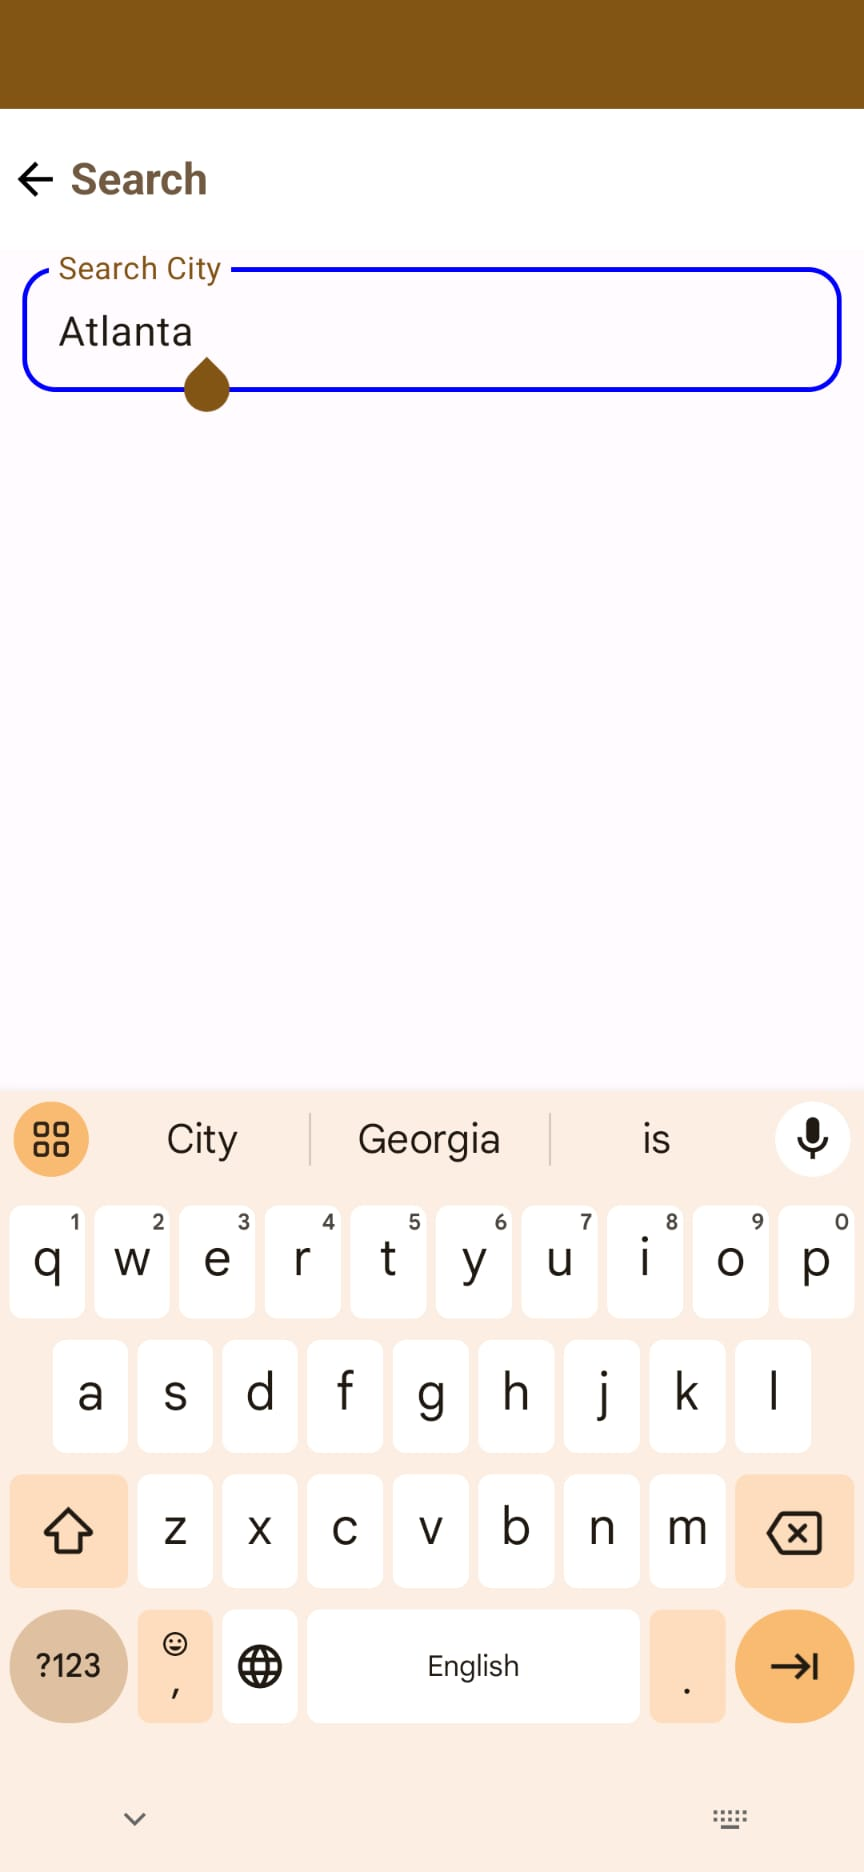 Search
Search City
Atlanta
City Georgia is
1 2 3 4 5 6 7 8 9 0
q w e r t y u i o p
a s d f g h j k l
z x c v b n m
?123 , English .